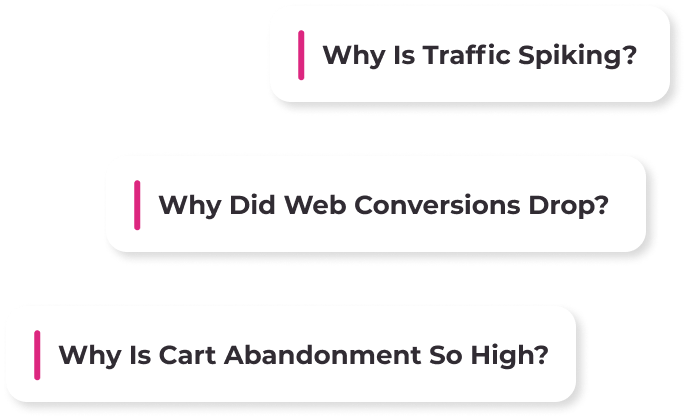 Why Is Traffic Spiking?
Why Did Web Conversions Drop?
Why Is Cart Abandonment So High?